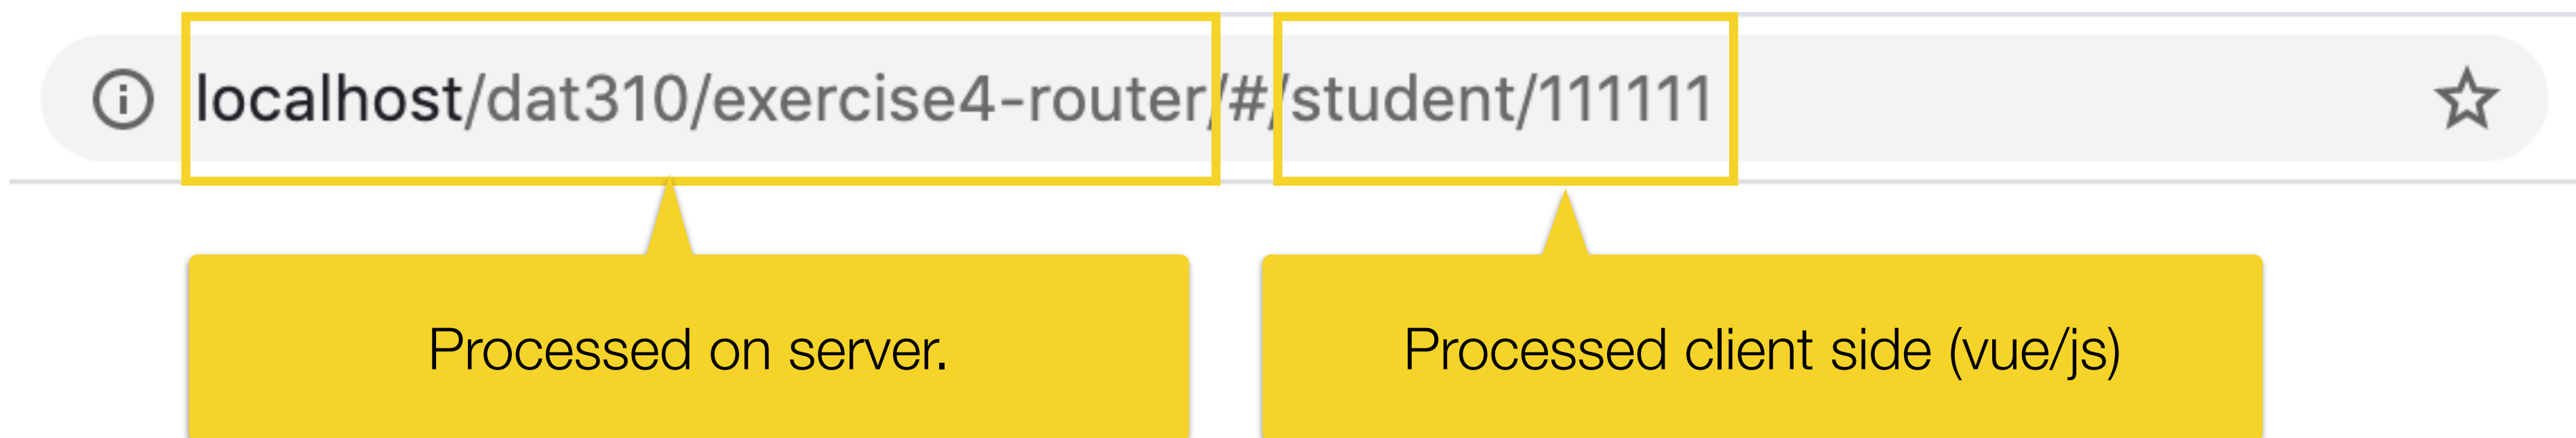 localhost/dat310/exercise4-router/#/student/111111
Processed on server.
Processed client side (vue/js)